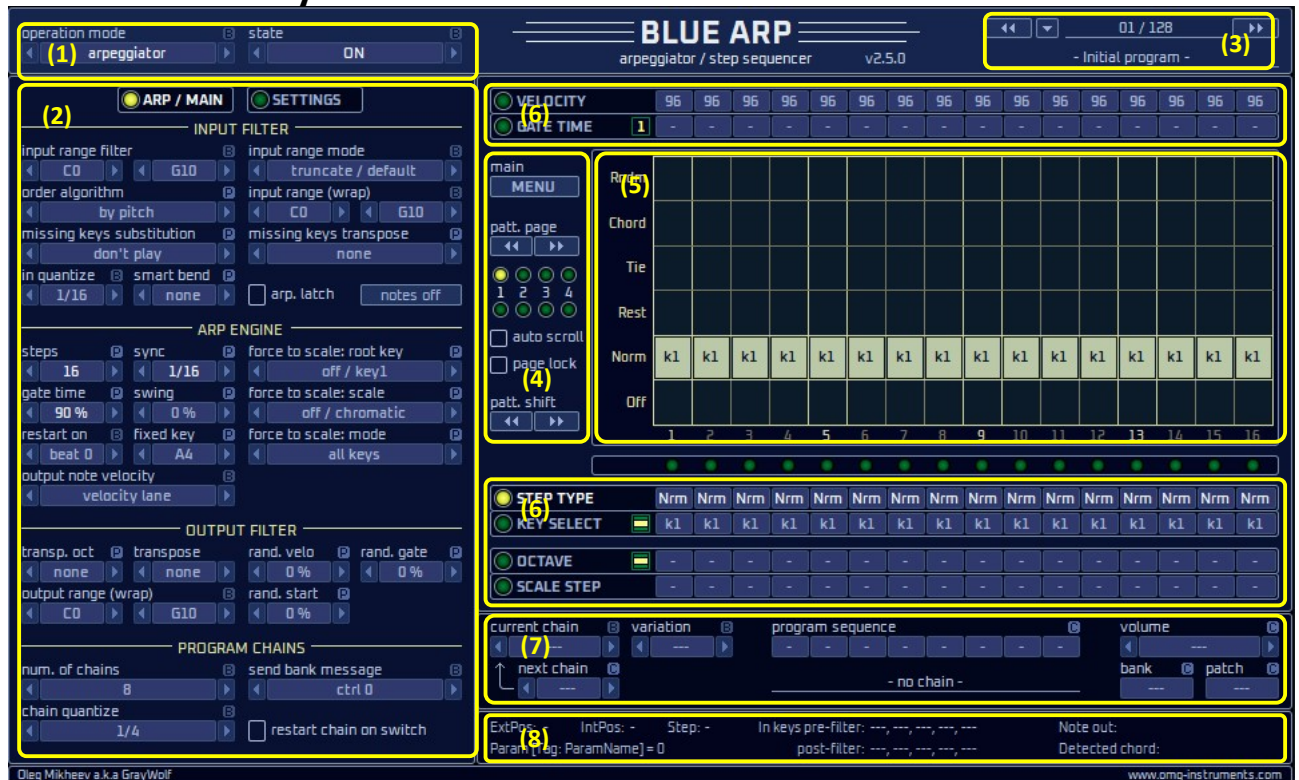 operation mode B state B
arpeggiator ON
(1)
BLUE ARP
arpeggiator / step sequencer v2.5.0
01 / 128
- Initial program -
(3)
(2)
ARP / MAIN SETTINGS
INPUT FILTER
input range filter B input range mode B
C0 G10 truncate / default
order algorithm P input range (wrap) B
by pitch C0 G10
missing keys substitution P missing keys transpose P
don't play none
in quantize B smart bend P
1/16 none arp. latch notes off
ARP ENGINE
steps P sync P force to scale: root key P
16 1/16 off / key1
gate time P swing P force to scale: scale P
90 % 0 % off / chromatic
restart on B fixed key P force to scale: mode P
beat 0 A4 all keys
output note velocity B
velocity lane
OUTPUT FILTER
transp. oct P transpose rand. velo P rand. gate P
none none 0 % 0 %
output range (wrap) B rand. start P
C0 G10 0 %
PROGRAM CHAINS
num. of chains B send bank message B
8 ctrl 0
chain quantize B
1/4 restart chain on switch
VELOCITY 96 96 96 96 96 96 96 96 96 96 96 96 96 96 96 96
(6)
GATE TIME 1 - - - - - - - - - - - - - - - -
main
MENU
patt. page
1 2 3 4
auto scroll
page lock
(4)
patt. shift
(5)
Rndm
Chord
Tie
Rest
Norm k1 k1 k1 k1 k1 k1 k1 k1 k1 k1 k1 k1 k1 k1 k1 k1
Off
1 2 3 4 5 6 7 8 9 10 11 12 13 14 15 16
STEP TYPE Nrm Nrm Nrm Nrm Nrm Nrm Nrm Nrm Nrm Nrm Nrm Nrm Nrm Nrm Nrm Nrm
(6)
KEY SELECT k1 k1 k1 k1 k1 k1 k1 k1 k1 k1 k1 k1 k1 k1 k1 k1
OCTAVE - - - - - - - - - - - - - - - -
SCALE STEP - - - - - - - - - - - - - - - -
current chain B variation B program sequence C volume C
(7)
--- --- - - - - - - - - ---
next chain C - no chain - bank C patch C
--- --- ---
ExtPos: - IntPos: - Step: - In keys pre-filter: ---, ---, ---, ---, --- Note out:
(8)
Param [Tag: ParamName] = 0 post-filter: ---, ---, ---, ---, --- Detected chord:
Oleg Mikheev a.k.a GrayWolf www.omg-instruments.com